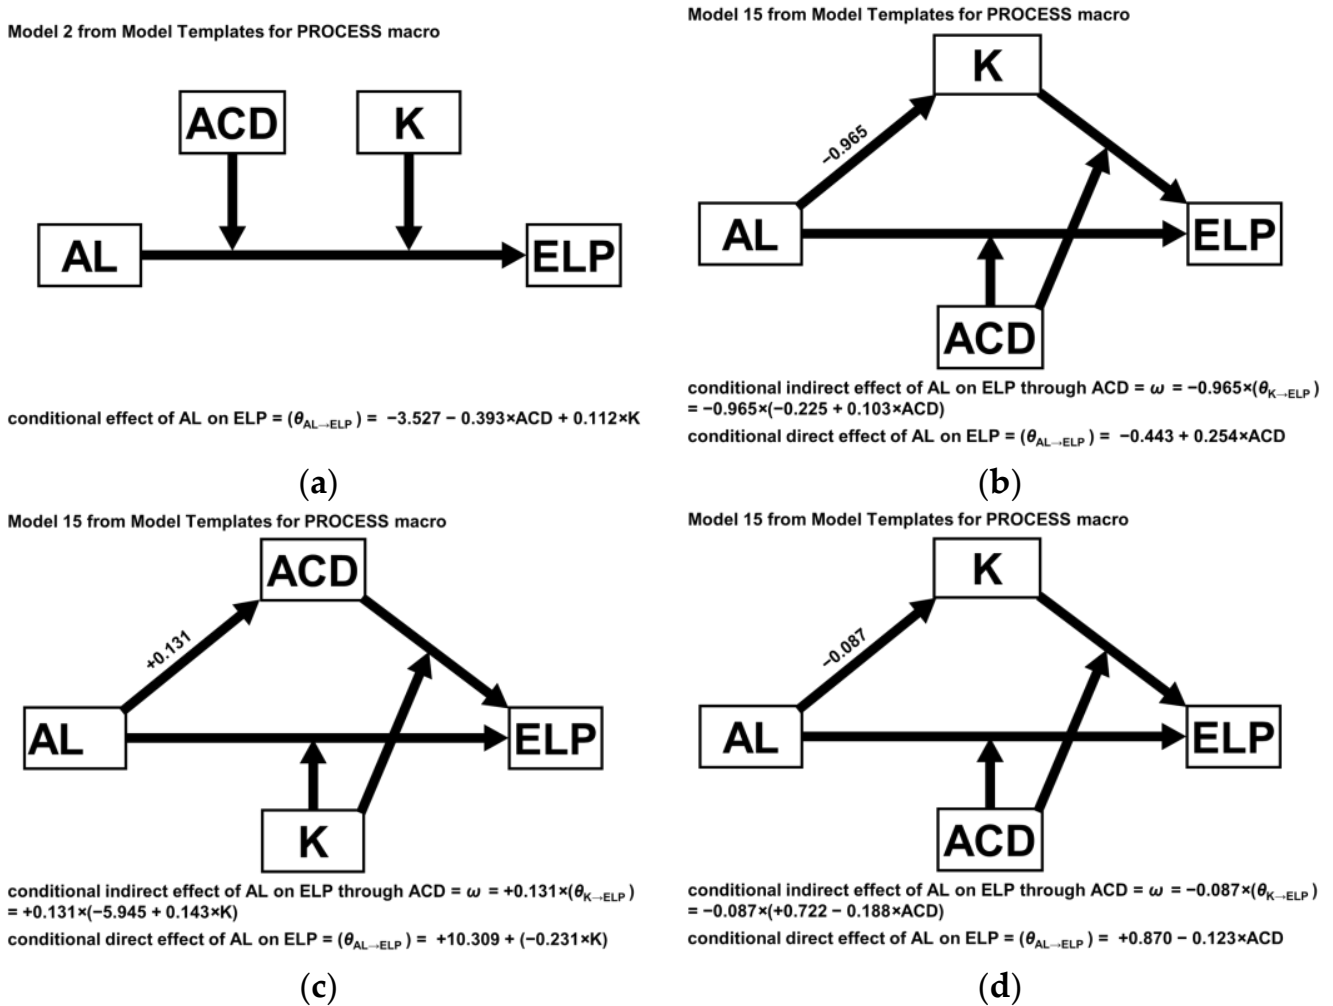 Model 2 from Model Templates for PROCESS macro
ACD
K
AL
ELP
conditional effect of AL on ELP = (θAL→ELP ) = −3.527 − 0.393×ACD + 0.112×K
(a)
Model 15 from Model Templates for PROCESS macro
K
−0.965
AL
ELP
ACD
conditional indirect effect of AL on ELP through ACD = ω = −0.965×(θK→ELP )
= −0.965×(−0.225 + 0.103×ACD)
conditional direct effect of AL on ELP = (θAL→ELP ) = −0.443 + 0.254×ACD
(b)
Model 15 from Model Templates for PROCESS macro
ACD
+0.131
AL
ELP
K
conditional indirect effect of AL on ELP through ACD = ω = +0.131×(θK→ELP )
= +0.131×(−5.945 + 0.143×K)
conditional direct effect of AL on ELP = (θAL→ELP ) = +10.309 + (−0.231×K)
(c)
Model 15 from Model Templates for PROCESS macro
K
−0.087
AL
ELP
ACD
conditional indirect effect of AL on ELP through ACD = ω = −0.087×(θK→ELP )
= −0.087×(+0.722 − 0.188×ACD)
conditional direct effect of AL on ELP = (θAL→ELP ) = +0.870 − 0.123×ACD
(d)